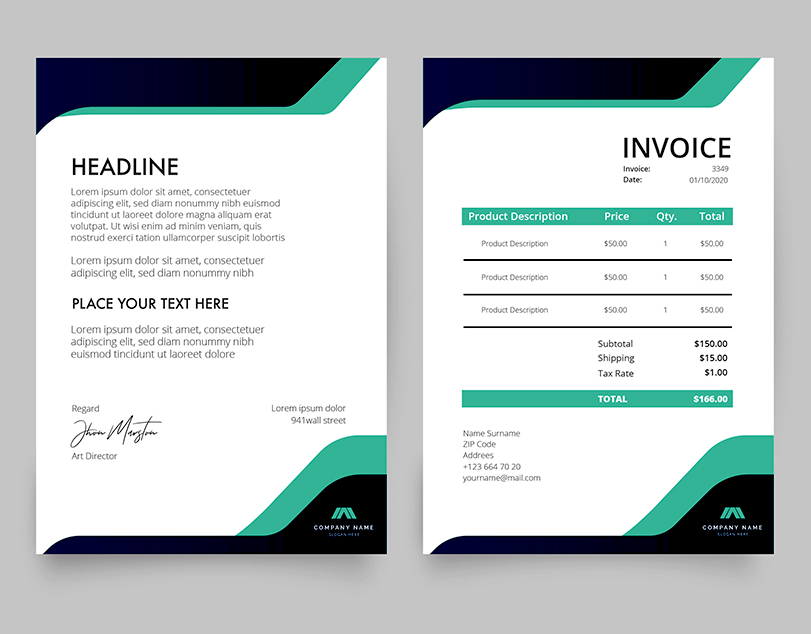 HEADLINE
Lorem ipsum dolor sit amet, consectetuer
adipiscing elit, sed diam nonummy nibh euismod
tincidunt ut laoreet dolore magna aliquam erat
volutpat. Ut wisi enim ad minim veniam, quis
nostrud exerci tation ullamcorper suscipit lobortis
Lorem ipsum dolor sit amet, consectetuer
adipiscing elit, sed diam nonummy nibh
PLACE YOUR TEXT HERE
Lorem ipsum dolor sit amet, consectetuer
adipiscing elit, sed diam nonummy nibh
euismod tincidunt ut laoreet dolore
Regard
Jhon Marston
Art Director
Lorem ipsum dolor
941wall street
COMPANY NAME
SLOGAN HERE
INVOICE
Invoice: 3349
Date: 01/10/2020
Product Description Price Qty. Total
Product Description $50.00 1 $50.00
Product Description $50.00 1 $50.00
Product Description $50.00 1 $50.00
Subtotal $150.00
Shipping $15.00
Tax Rate $1.00
TOTAL $166.00
Name Surname
ZIP Code
Addrees
+123 664 70 20
yourname@mail.com
COMPANY NAME
SLOGAN HERE